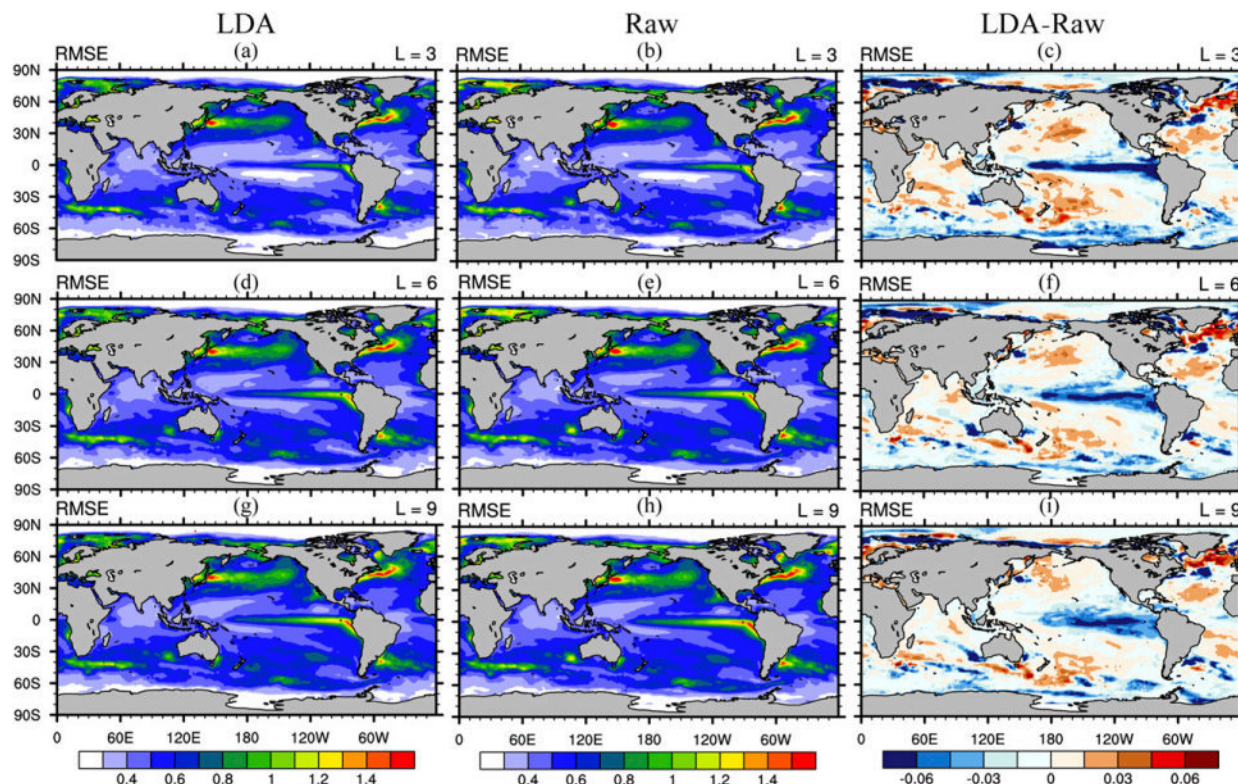 LDA Raw LDA-Raw
RMSE (a) L = 3 RMSE (b) L = 3 RMSE (c) L = 3
90N
60N
30N
0
30S
60S
90S
RMSE (d) L = 6 RMSE (e) L = 6 RMSE (f) L = 6
90N
60N
30N
0
30S
60S
90S
RMSE (g) L = 9 RMSE (h) L = 9 RMSE (i) L = 9
90N
60N
30N
0
30S
60S
90S
0 60E 120E 180 120W 60W 0 60E 120E 180 120W 60W 0 60E 120E 180 120W 60W
0.4 0.6 0.8 1 1.2 1.4 0.4 0.6 0.8 1 1.2 1.4 -0.06 -0.03 0 0.03 0.06